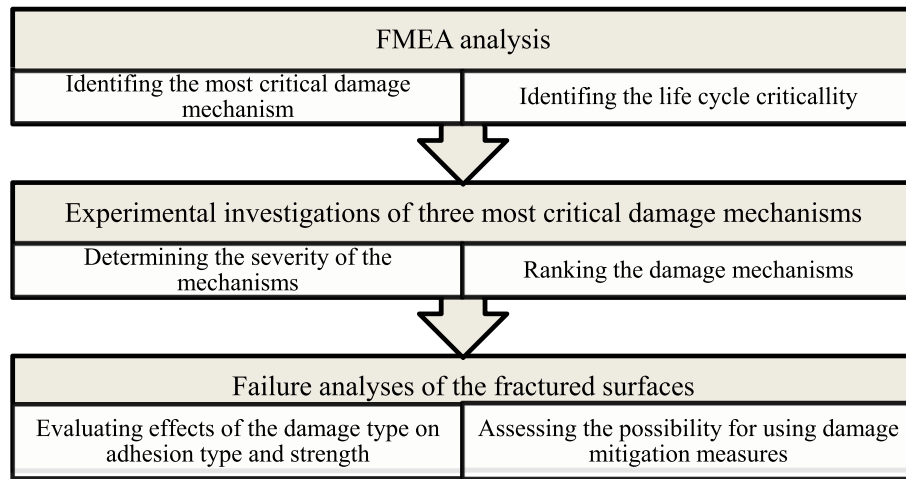 FMEA analysis
Identifing the most critical damage
mechanism
Identifing the life cycle criticallity
Experimental investigations of three most critical damage mechanisms
Determining the severity of the
mechanisms
Ranking the damage mechanisms
Failure analyses of the fractured surfaces
Evaluating effects of the damage type on
adhesion type and strength
Assessing the possibility for using damage
mitigation measures